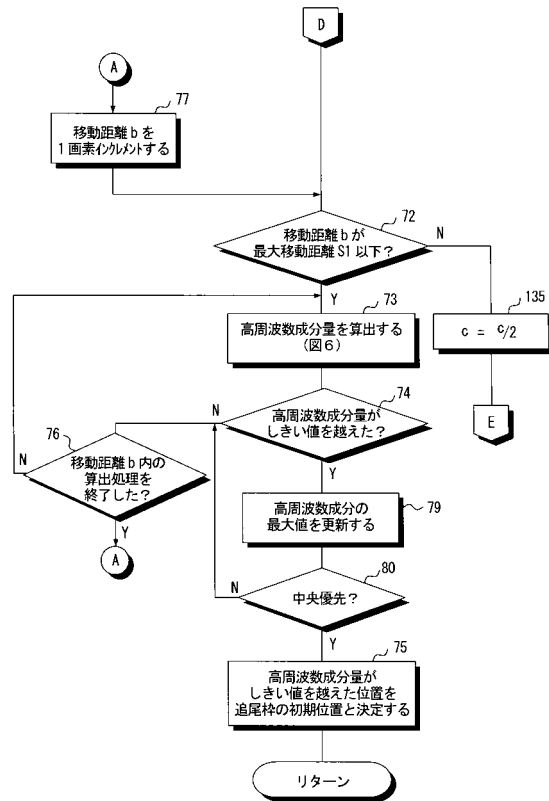 D
A
77
移動距離bを
1画素インクレメントする
72
移動距離bが
最大移動距離S1以下?
N
Y
73
135
高周波数成分量を算出する
(図6)
c = c/2
E
74
高周波数成分量が
しきい値を越えた?
N
76
移動距離b内の
算出処理を
終了した?
N
Y
A
Y
79
高周波数成分の
最大値を更新する
80
中央優先?
N
Y
75
高周波数成分量が
しきい値を越えた位置を
追尾枠の初期位置と決定する
リターン